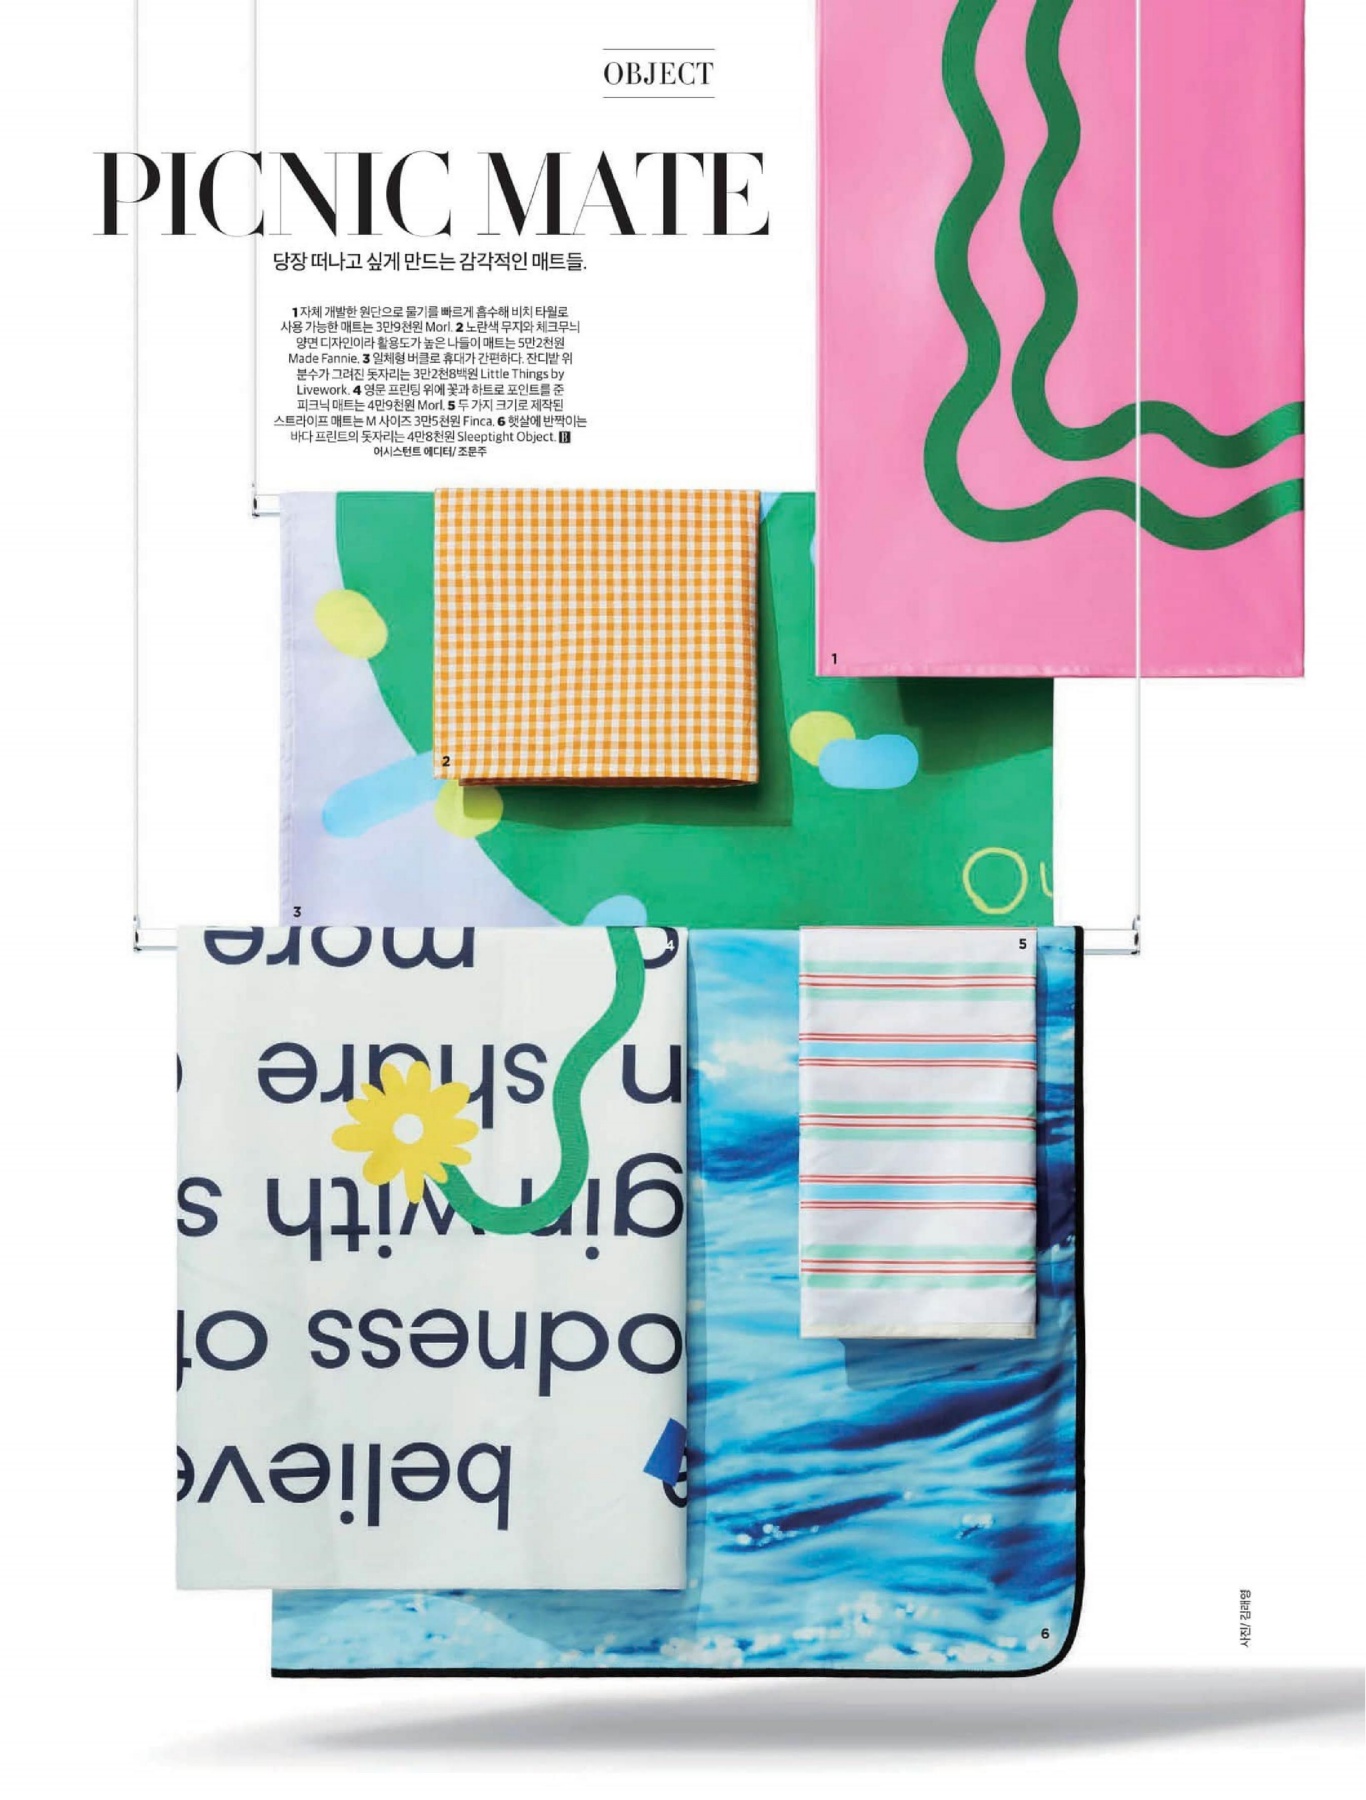 OBJECT
PICNIC MATE
당장 떠나고 싶게 만드는 감각적인 매트들.
1 자체 개발한 원단으로 물기를 빠르게 흡수해 비치 타월로
사용 가능한 매트는 3만9천원 Morl. 2 노란색 무지와 체크무늬
양면 디자인이라 활용도가 높은 나들이 매트는 5만2천원
Made Fannie. 3 일체형 버클로 휴대가 간편하다. 잔디밭 위
분수가 그려진 돗자리는 3만2천8백원 Little Things by
Livework. 4 영문 프린팅 위에 꽃과 하트로 포인트를 준
피크닉 매트는 4만9천원 Morl. 5 두 가지 크기로 제작된
스트라이프 매트는 M 사이즈 3만5천원 Finca. 6 햇살에 반짝이는
바다 프린트의 돗자리는 4만8천원 Sleeptight Object. B
어시스턴트 에디터/ 조문주
1
2
Ou
3
4
5
more
share n
s with gin
of odness
believe
6